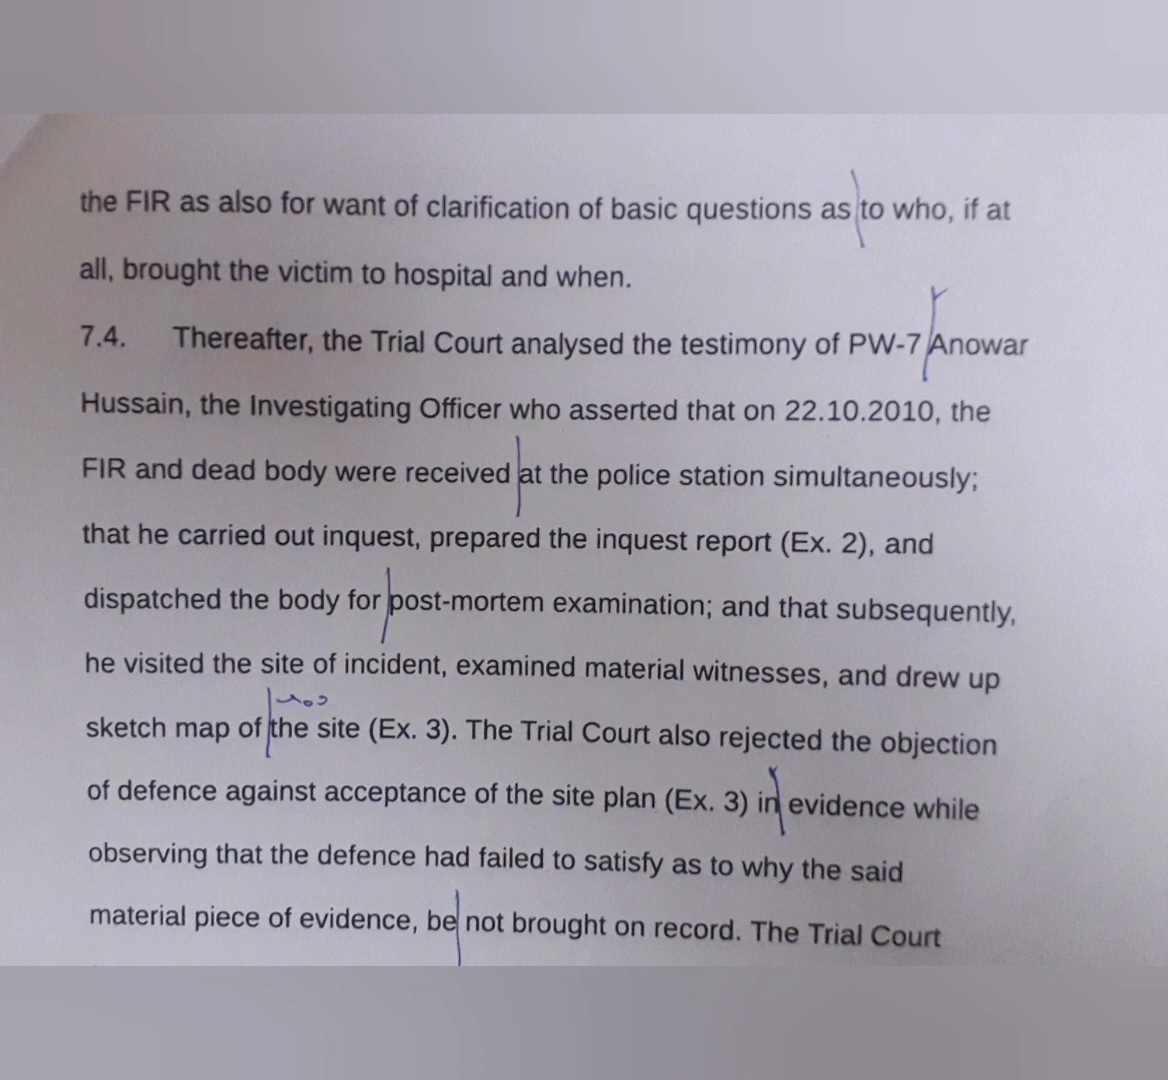 the FIR as also for want of clarification of basic questions as to who, if at
all, brought the victim to hospital and when.
7.4. Thereafter, the Trial Court analysed the testimony of PW-7 Anowar
Hussain, the Investigating Officer who asserted that on 22.10.2010, the
FIR and dead body were received at the police station simultaneously;
that he carried out inquest, prepared the inquest report (Ex. 2), and
dispatched the body for post-mortem examination; and that subsequently,
he visited the site of incident, examined material witnesses, and drew up
sketch map of the site (Ex. 3). The Trial Court also rejected the objection
of defence against acceptance of the site plan (Ex. 3) in evidence while
observing that the defence had failed to satisfy as to why the said
material piece of evidence, be not brought on record. The Trial Court